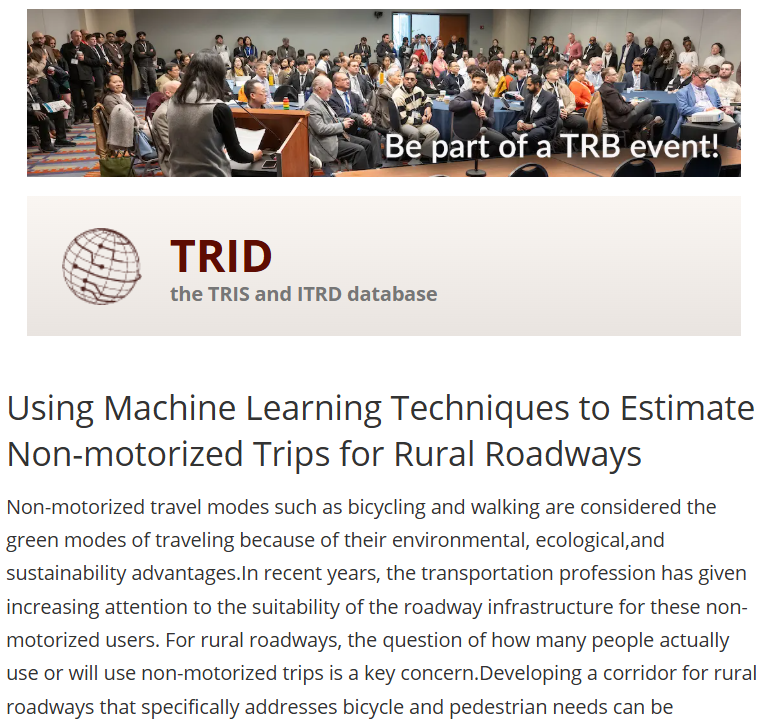 Be part of a TRB event!
TRID
the TRIS and ITRD database
Using Machine Learning Techniques to Estimate
Non-motorized Trips for Rural Roadways
Non-motorized travel modes such as bicycling and walking are considered the
green modes of traveling because of their environmental, ecological,and
sustainability advantages.In recent years, the transportation profession has given
increasing attention to the suitability of the roadway infrastructure for these non-
motorized users. For rural roadways, the question of how many people actually
use or will use non-motorized trips is a key concern.Developing a corridor for rural
roadways that specifically addresses bicycle and pedestrian needs can be